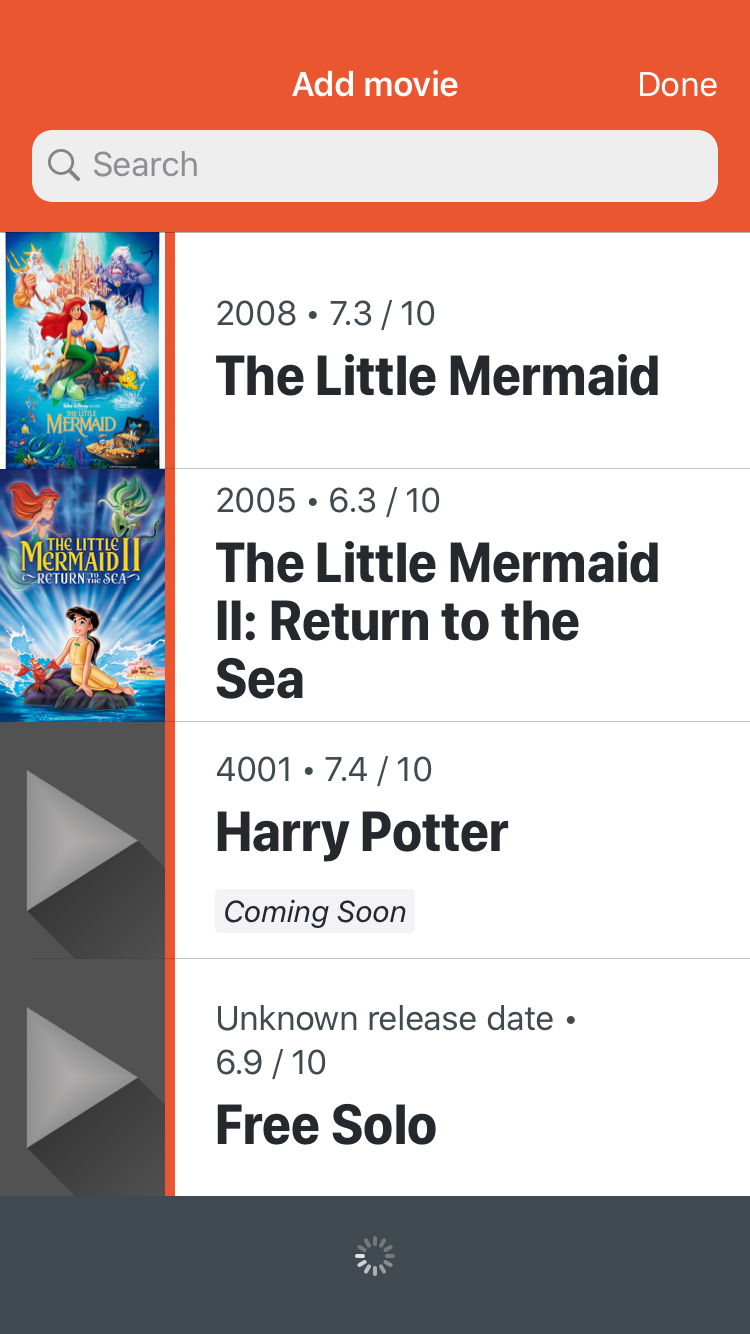 Add movie
Done
Search
2008 • 7.3 / 10
The Little Mermaid
THE LITTLE
MERMAID
2005 • 6.3 / 10
The Little Mermaid
II: Return to the
Sea
THE LITTLE
MERMAID II
RETURN TO THE SEA
4001 • 7.4 / 10
Harry Potter
Coming Soon
Unknown release date •
6.9 / 10
Free Solo